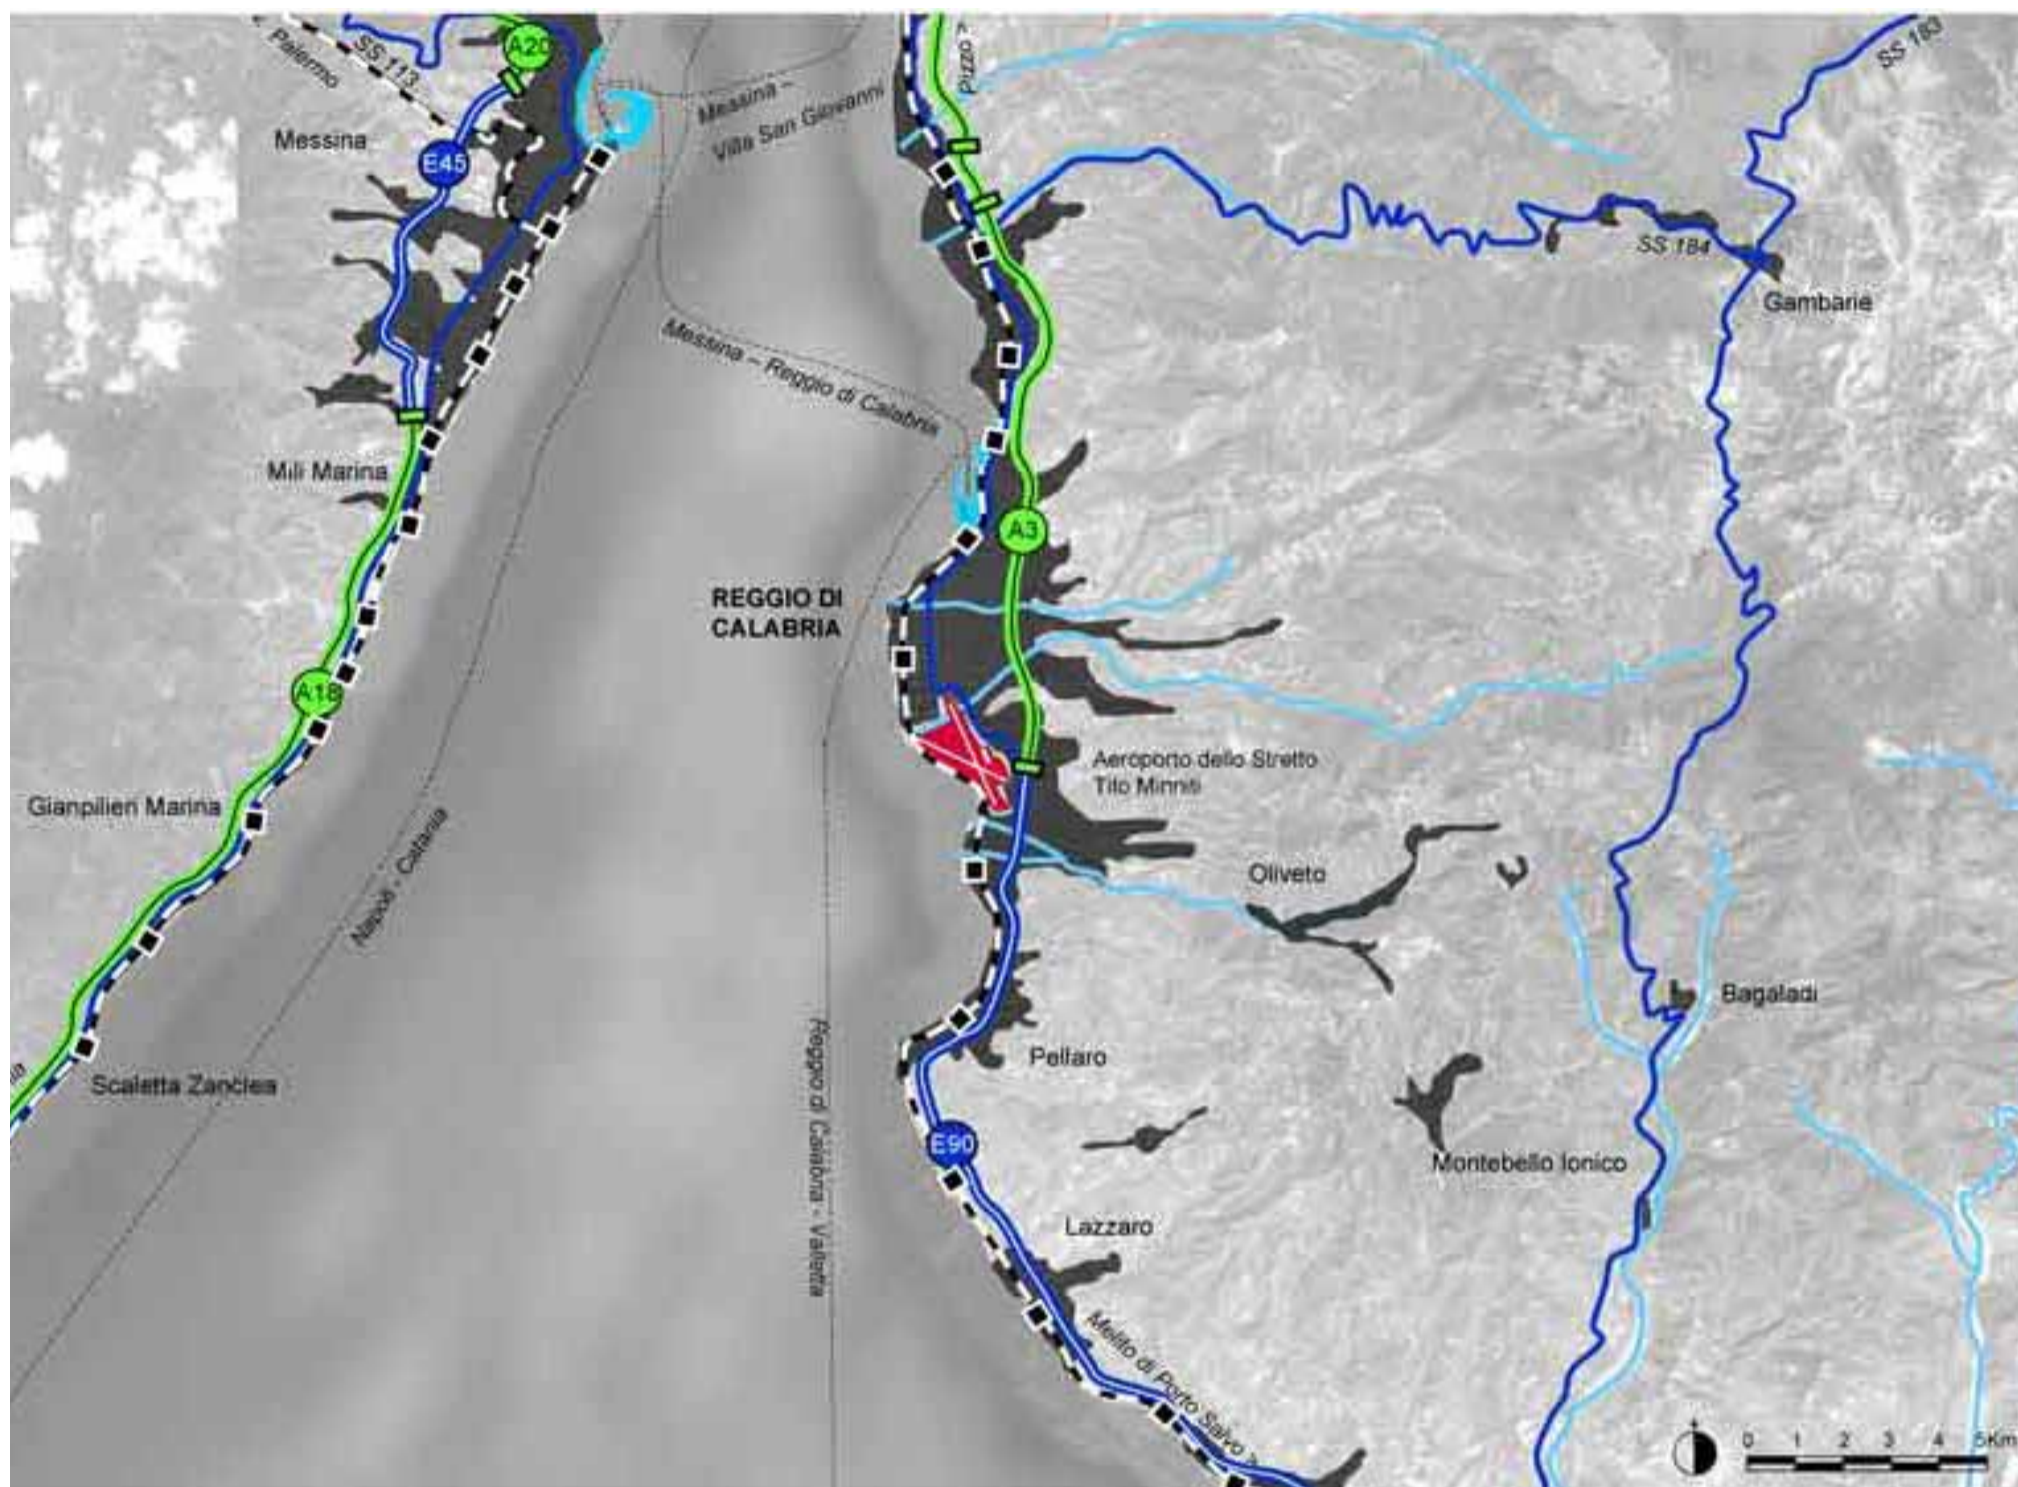 A20
SS 113
Palermo
Messina
E45
Messina –
Villa San Giovanni
Pizzo >
SS 183
SS 184
Gambarie
Messina – Reggio di Calabria
Mili Marina
A3
REGGIO DI
CALABRIA
A18
Aeroporto dello Stretto
Tito Minniti
Gianpilieri Marina
Napoli - Catania
Oliveto
Bagaladi
Pellaro
Scaletta Zanclea
Reggio di Calabria - Valletta
E90
Montebello Ionico
Lazzaro
Melito di Porto Salvo >
0 1 2 3 4 5Km